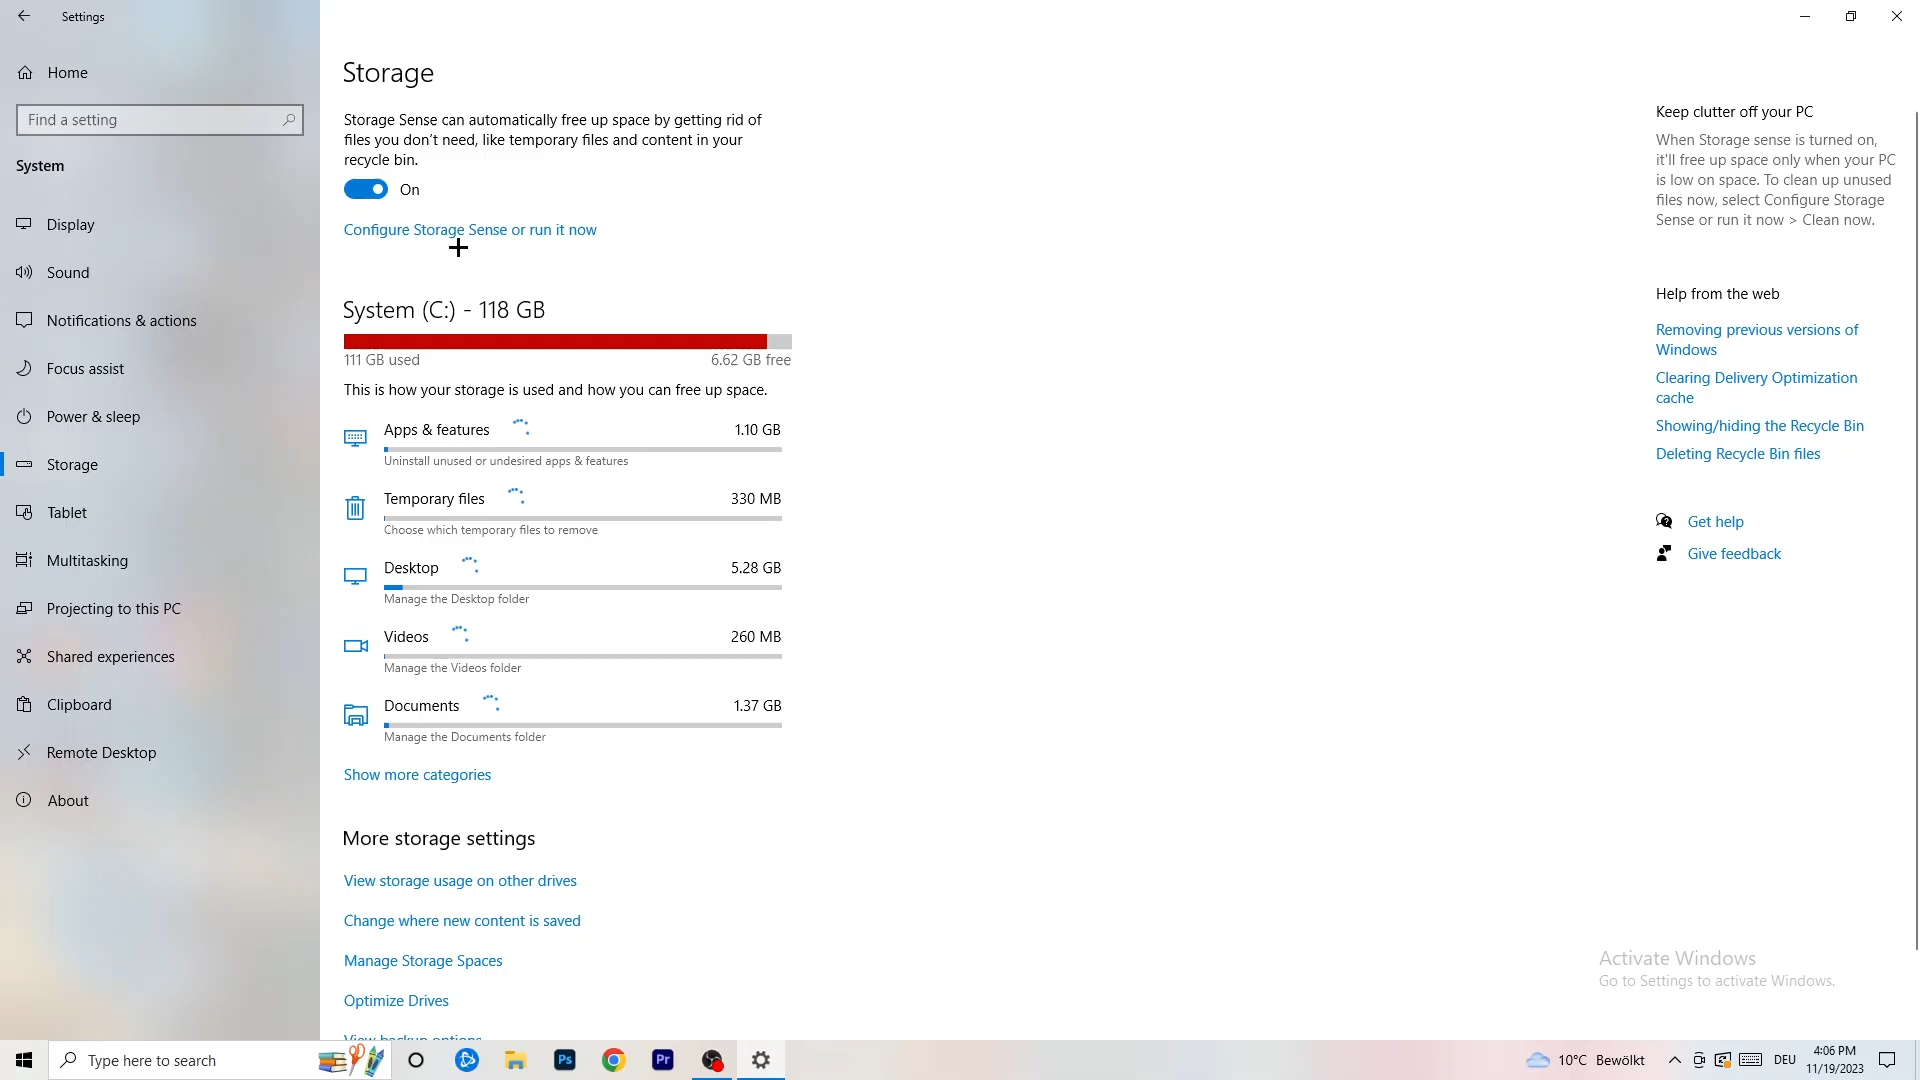 Settings
Home
Find a setting
System
Display
Sound
Notifications & actions
Focus assist
Power & sleep
Storage
Tablet
Multitasking
Projecting to this PC
Shared experiences
Clipboard
Remote Desktop
About
Storage
Storage Sense can automatically free up space by getting rid of
files you don’t need, like temporary files and content in your
recycle bin.
On
Configure Storage Sense or run it now
System (C:) - 118 GB
111 GB used
6.62 GB free
This is how your storage is used and how you can free up space.
Apps & features
1.10 GB
Uninstall unused or undesired apps & features
Temporary files
330 MB
Choose which temporary files to remove
Desktop
5.28 GB
Manage the Desktop folder
Videos
260 MB
Manage the Videos folder
Documents
1.37 GB
Manage the Documents folder
Show more categories
More storage settings
View storage usage on other drives
Change where new content is saved
Manage Storage Spaces
Optimize Drives
View backup options
Keep clutter off your PC
When Storage sense is turned on,
it'll free up space only when your PC
is low on space. To clean up unused
files now, select Configure Storage
Sense or run it now > Clean now.
Help from the web
Removing previous versions of
Windows
Clearing Delivery Optimization
cache
Showing/hiding the Recycle Bin
Deleting Recycle Bin files
Get help
Give feedback
Activate Windows
Go to Settings to activate Windows.
Type here to search
Ps
Pr
10°C Bewölkt
DEU
4:06 PM
11/19/2023